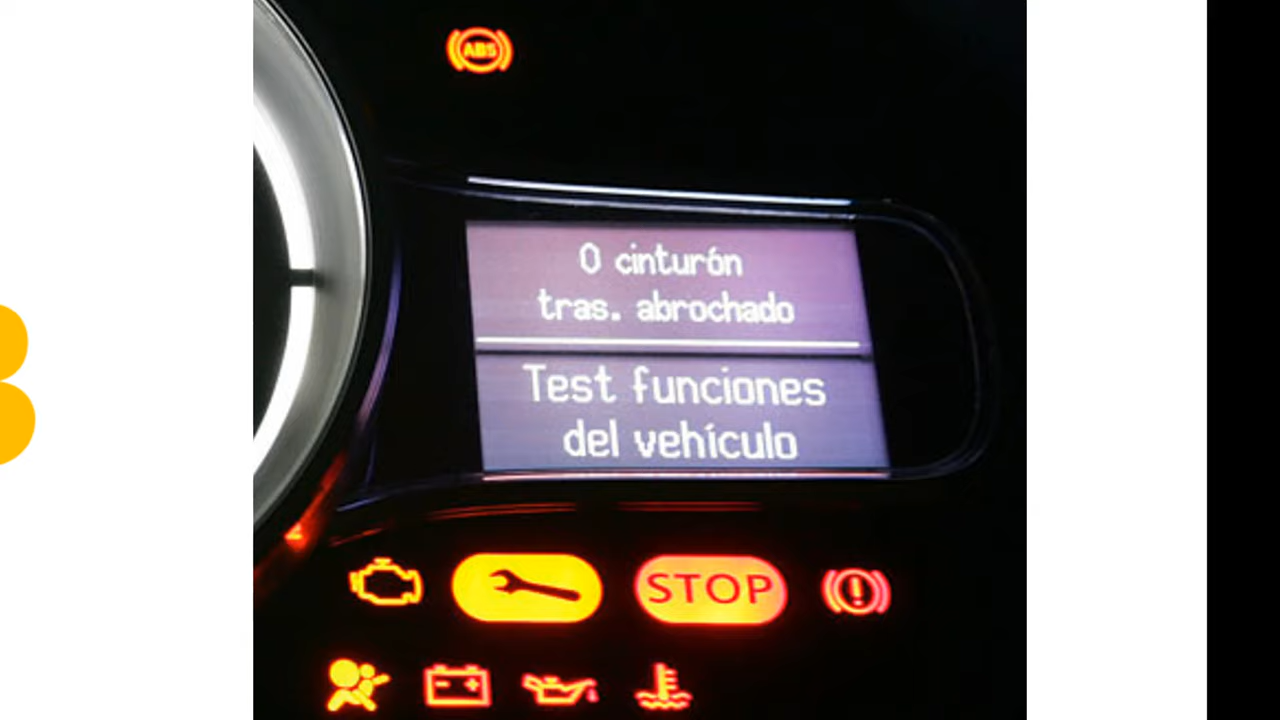 ABS
0 cinturón
tras. abrochado
Test funciones
del vehículo
STOP